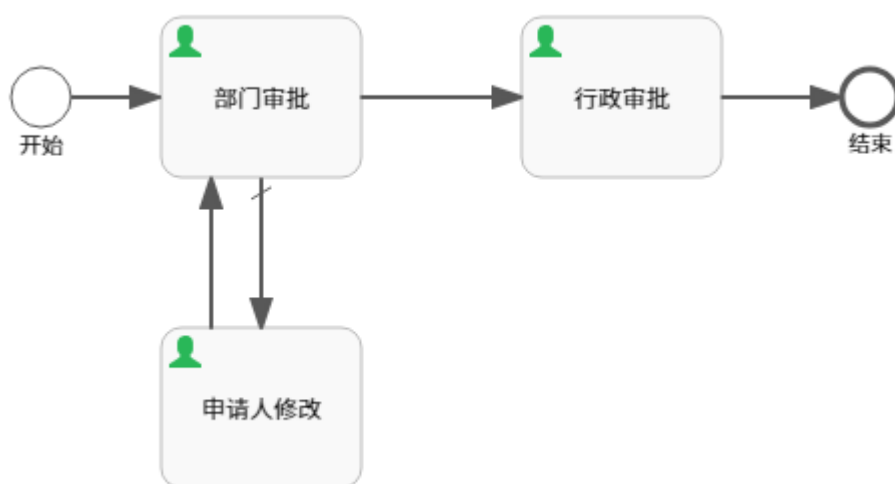 部门审批
行政审批
开始
结束
申请人修改